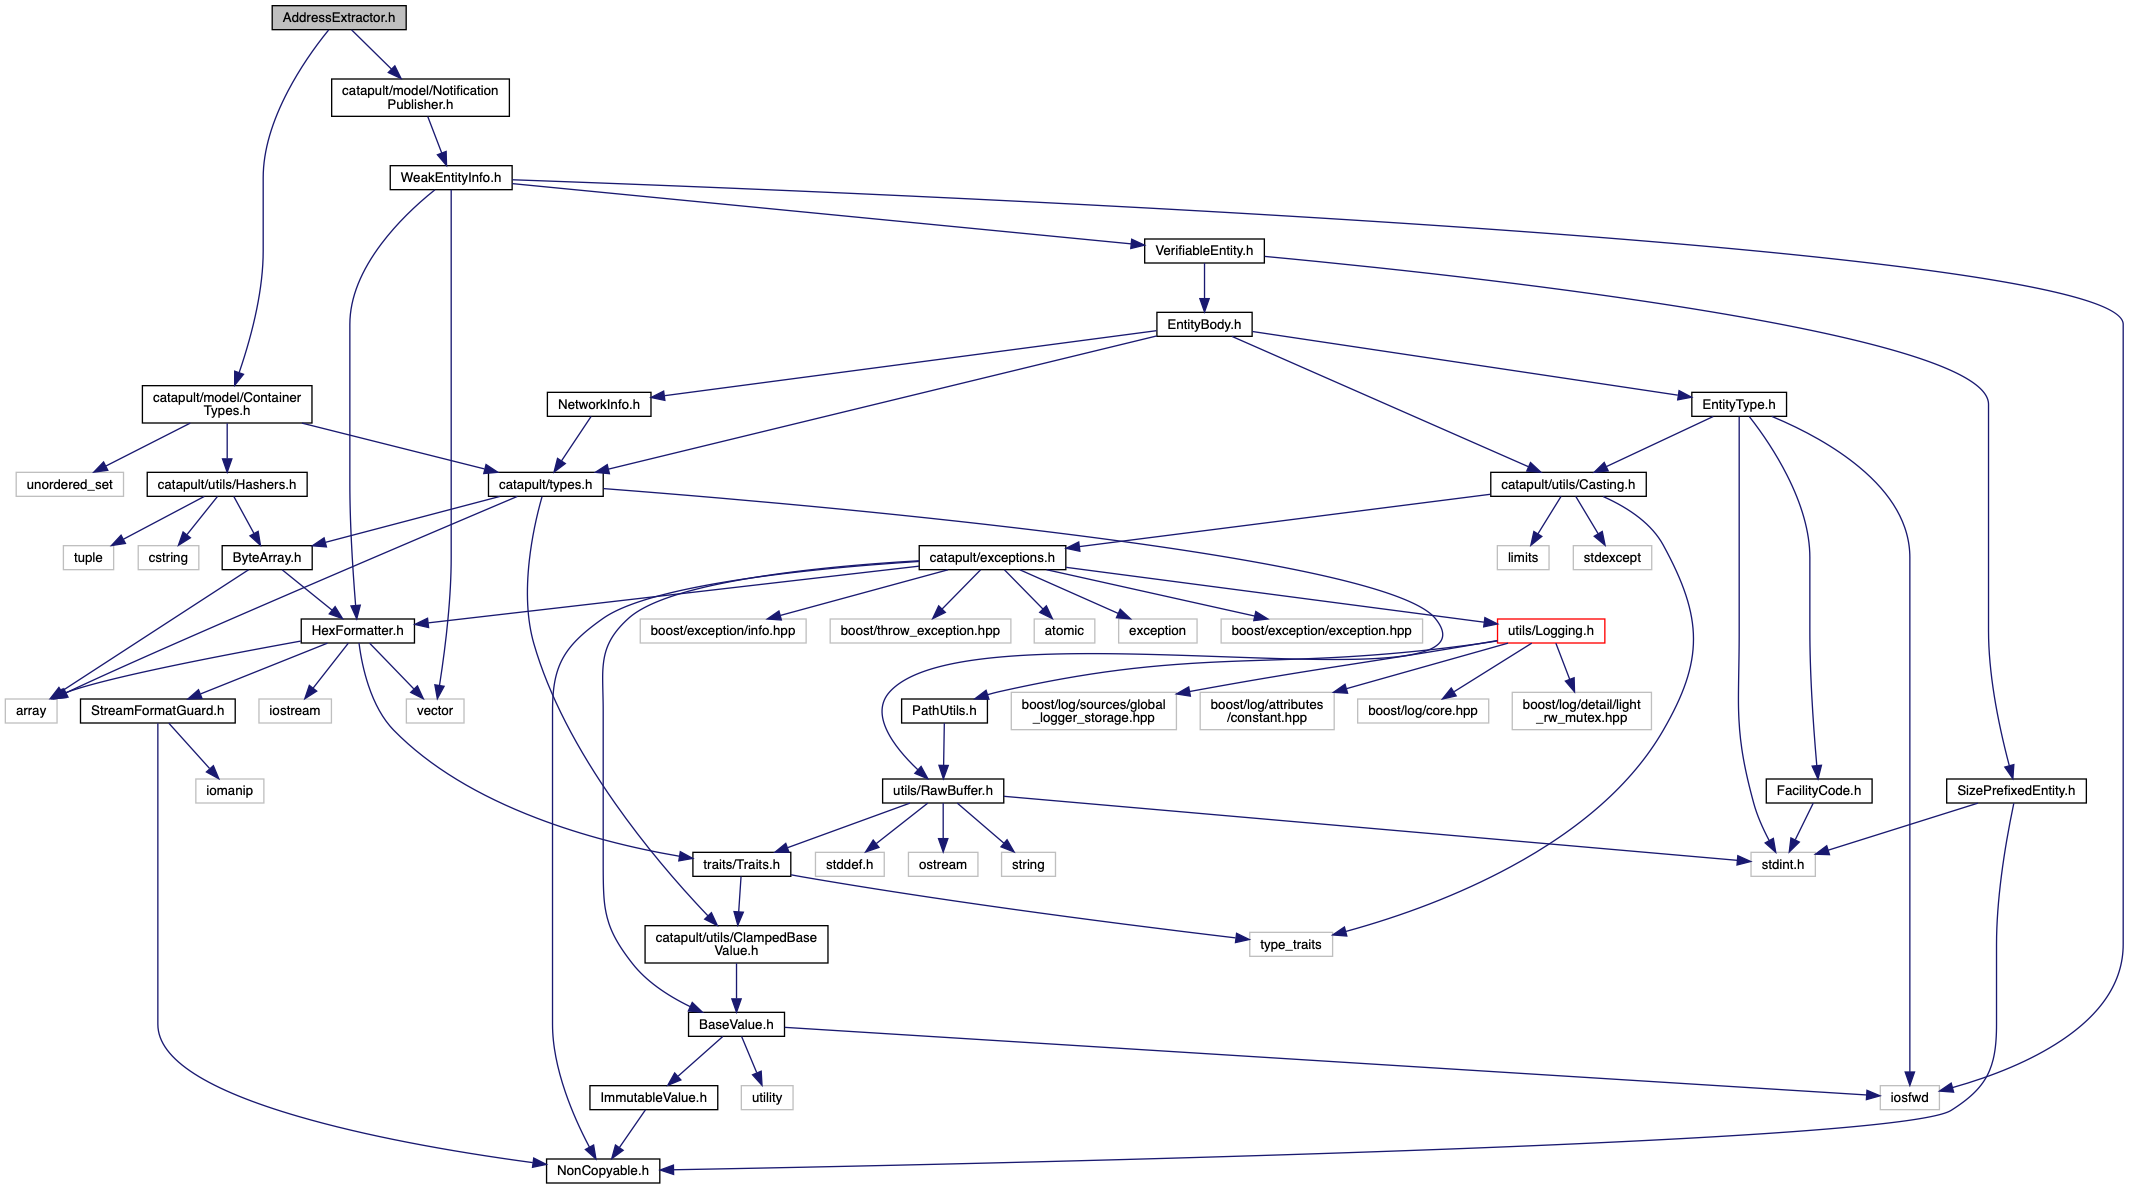 AddressExtractor.h
catapult/model/Notification
Publisher.h
WeakEntityInfo.h
VerifiableEntity.h
EntityBody.h
catapult/model/Container
Types.h
NetworkInfo.h
EntityType.h
unordered_set
catapult/utils/Hashers.h
catapult/types.h
catapult/utils/Casting.h
tuple
cstring
ByteArray.h
catapult/exceptions.h
limits
stdexcept
HexFormatter.h
boost/exception/info.hpp
boost/throw_exception.hpp
atomic
exception
boost/exception/exception.hpp
utils/Logging.h
array
StreamFormatGuard.h
iostream
vector
PathUtils.h
boost/log/sources/global
_logger_storage.hpp
boost/log/attributes
/constant.hpp
boost/log/core.hpp
boost/log/detail/light
_rw_mutex.hpp
iomanip
utils/RawBuffer.h
FacilityCode.h
SizePrefixedEntity.h
traits/Traits.h
stddef.h
ostream
string
stdint.h
catapult/utils/ClampedBase
Value.h
type_traits
BaseValue.h
ImmutableValue.h
utility
iosfwd
NonCopyable.h